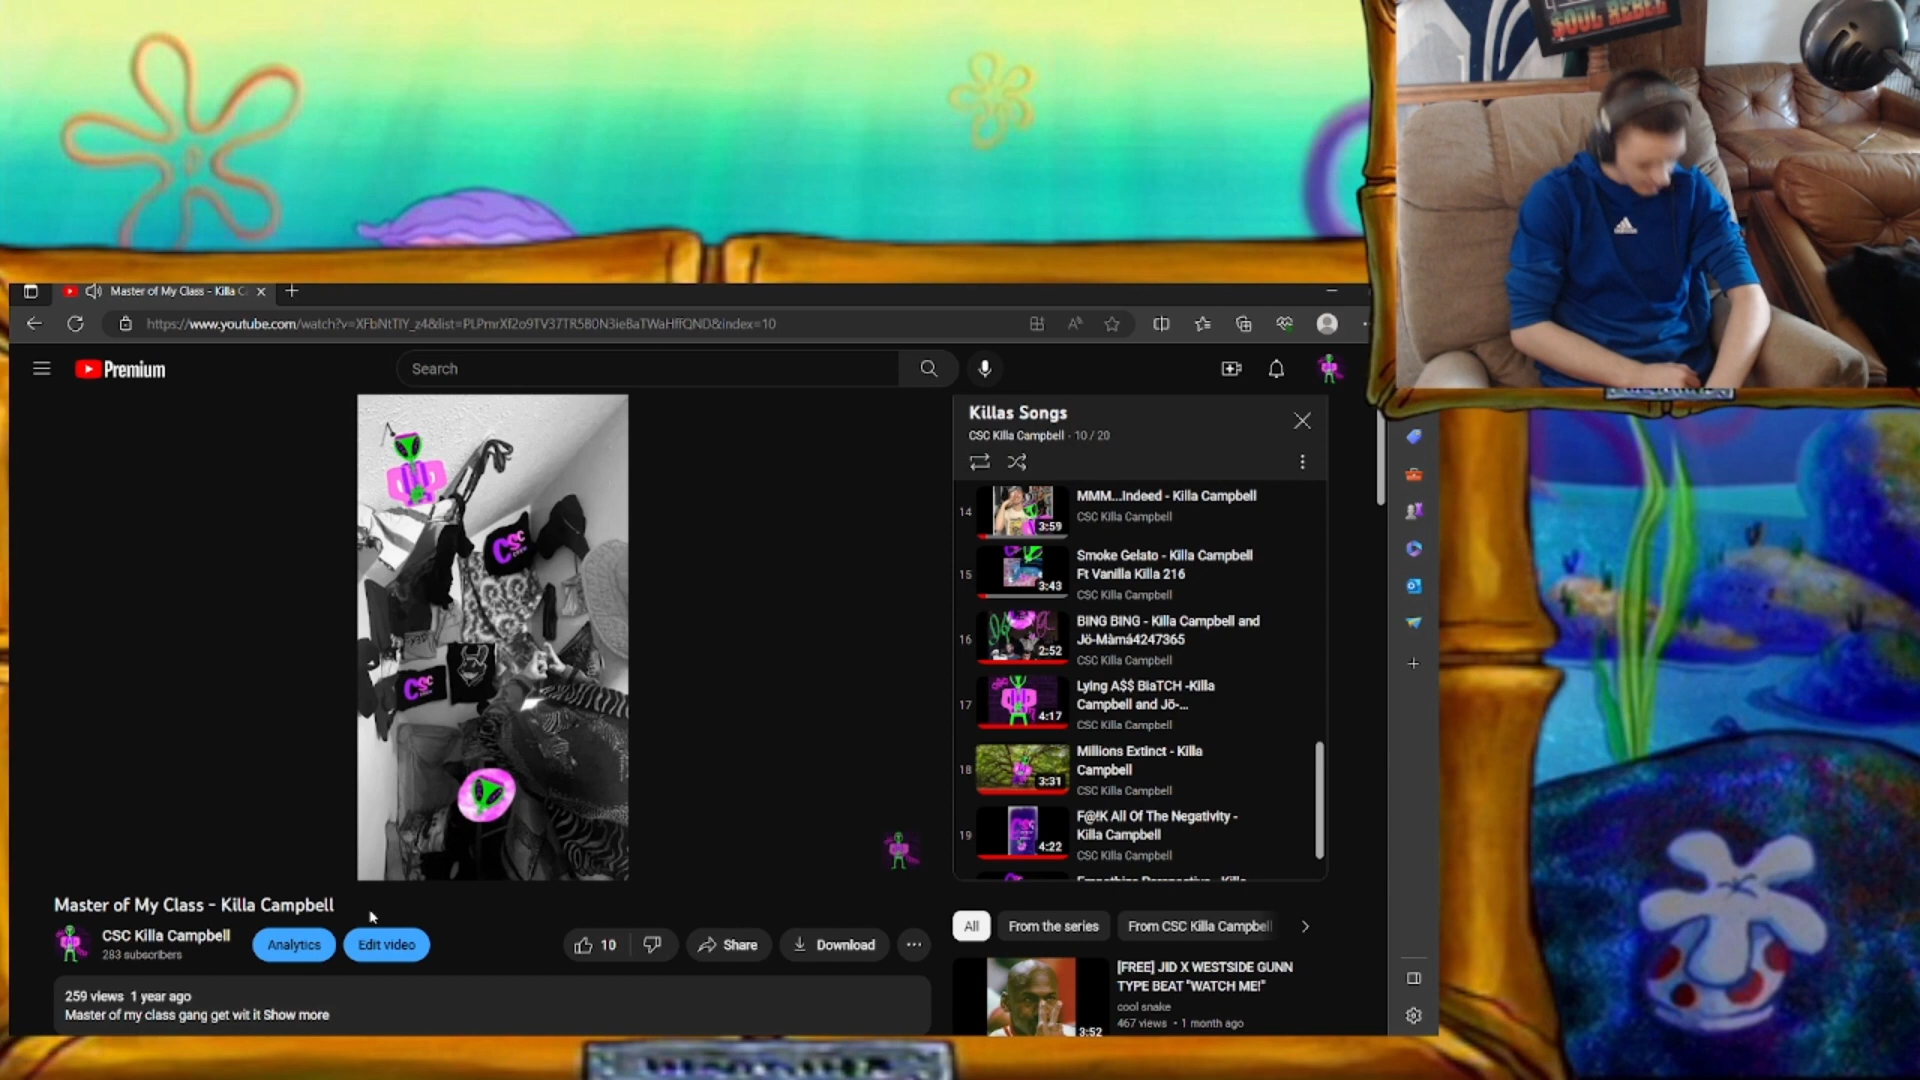 SOUL REBEL
Master of My Class - Killa C
https://www.youtube.com/watch?v=XFbNtTlY_z4&list=PLPmrXf2o9TV37TR580N3ieBaTWaHffQND&index=10
Premium
Search
CSC
CSC
Killas Songs
CSC Killa Campbell - 10 / 20
14
MMM...Indeed - Killa Campbell
CSC Killa Campbell
3:59
15
Smoke Gelato - Killa Campbell
Ft Vanilla Killa 216
CSC Killa Campbell
3:43
16
BING BING - Killa Campbell and
Jö-Màmá4247365
CSC Killa Campbell
2:52
17
Lying A$$ BiaTCH -Killa
Campbell and Jö-...
CSC Killa Campbell
4:17
18
Millions Extinct - Killa
Campbell
CSC Killa Campbell
3:31
19
F@!K All Of The Negativity -
Killa Campbell
CSC Killa Campbell
4:22
Master of My Class - Killa Campbell
CSC Killa Campbell
283 subscribers
Analytics
Edit video
10
Share
Download
259 views 1 year ago
Master of my class gang get wit it Show more
All
From the series
From CSC Killa Campbell
[FREE] JID X WESTSIDE GUNN
TYPE BEAT "WATCH ME!"
cool snake
467 views • 1 month ago
3:52